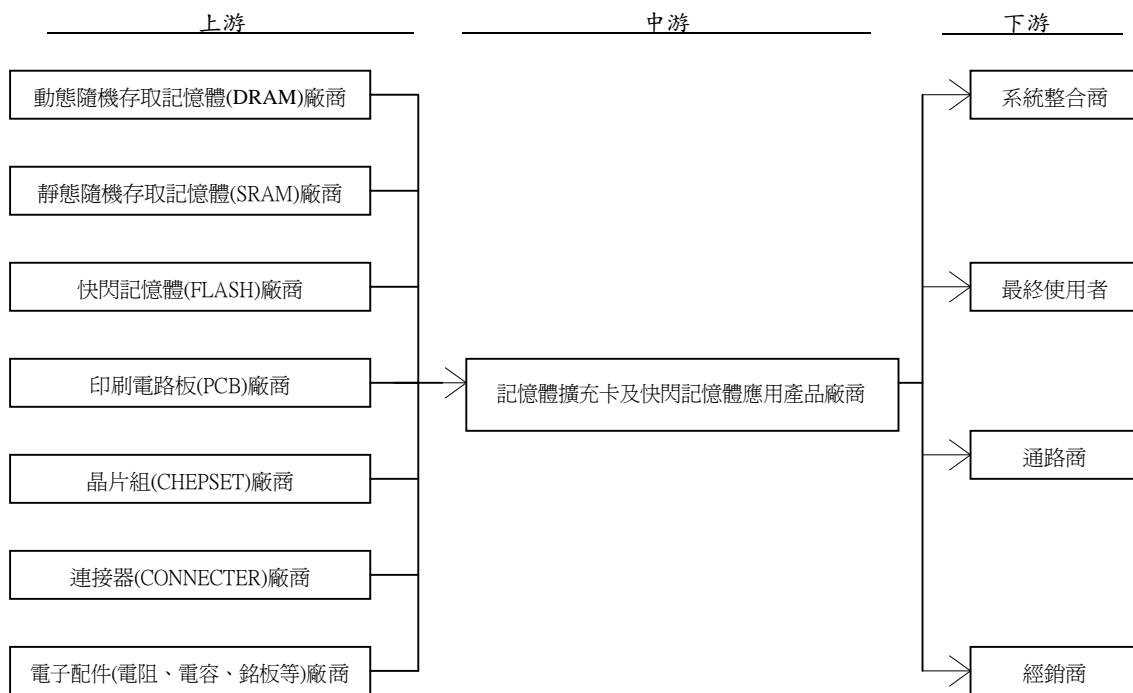 上游
中游
下游
動態隨機存取記憶體(DRAM)廠商
系統整合商
靜態隨機存取記憶體(SRAM)廠商
快閃記憶體(FLASH)廠商
最終使用者
印刷電路板(PCB)廠商
記憶體擴充卡及快閃記憶體應用產品廠商
晶片組(CHEPSET)廠商
通路商
連接器(CONNECTER)廠商
電子配件(電阻、電容、銘板等)廠商
經銷商